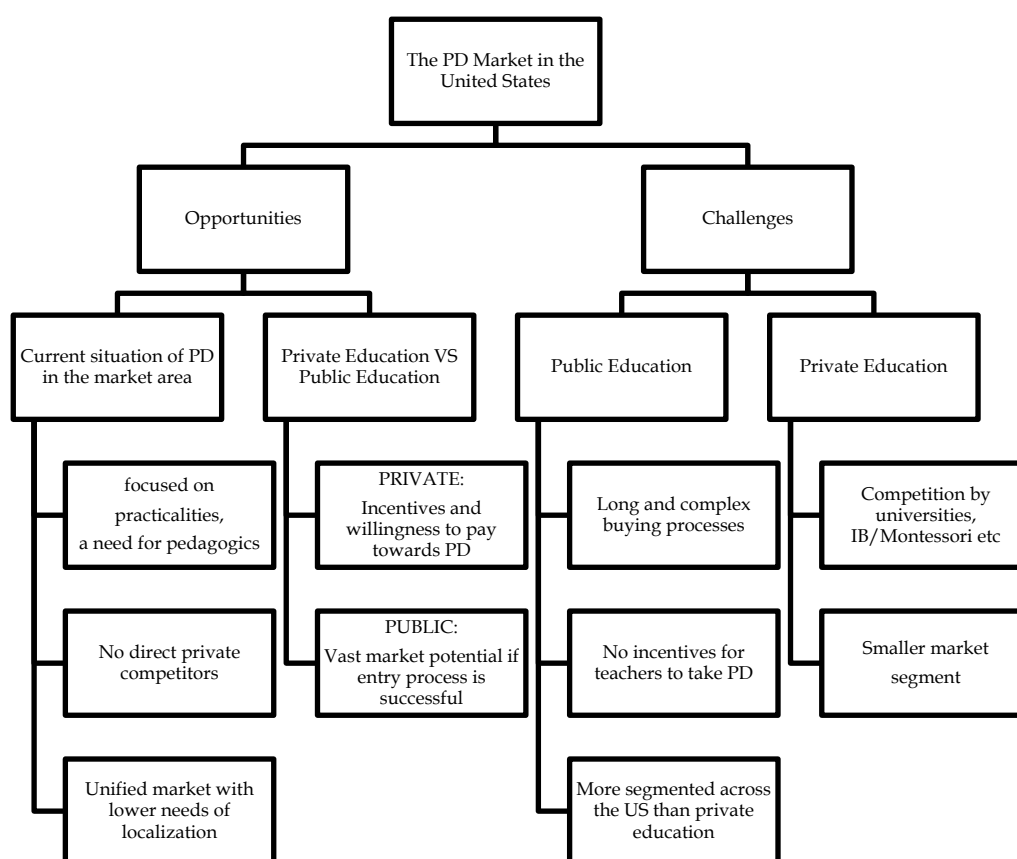 The PD Market in the
United States
Opportunities
Challenges
Current situation of PD
in the market area
Private Education VS
Public Education
Public Education
Private Education
focused on
practicalities,
a need for pedagogics
PRIVATE:
Incentives and
willingness to pay
towards PD
Long and complex
buying processes
Competition by
universities,
IB/Montessori etc
No direct private
competitors
PUBLIC:
Vast market potential if
entry process is
successful
No incentives for
teachers to take PD
Smaller market
segment
Unified market with
lower needs of
localization
More segmented across
the US than private
education